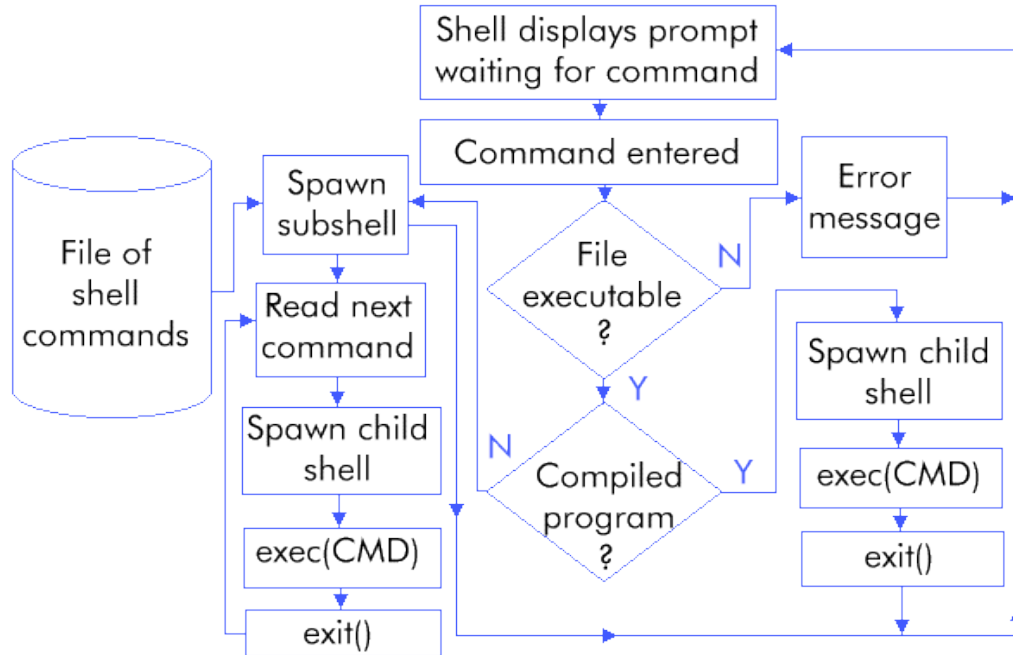 Shell displays prompt
waiting for command
Command entered
File
executable
?
N
Error
message
Y
Compiled
program
?
N
Y
File of
shell
commands
Spawn
subshell
Read next
command
Spawn child
shell
exec(CMD)
exit()
Spawn child
shell
exec(CMD)
exit()